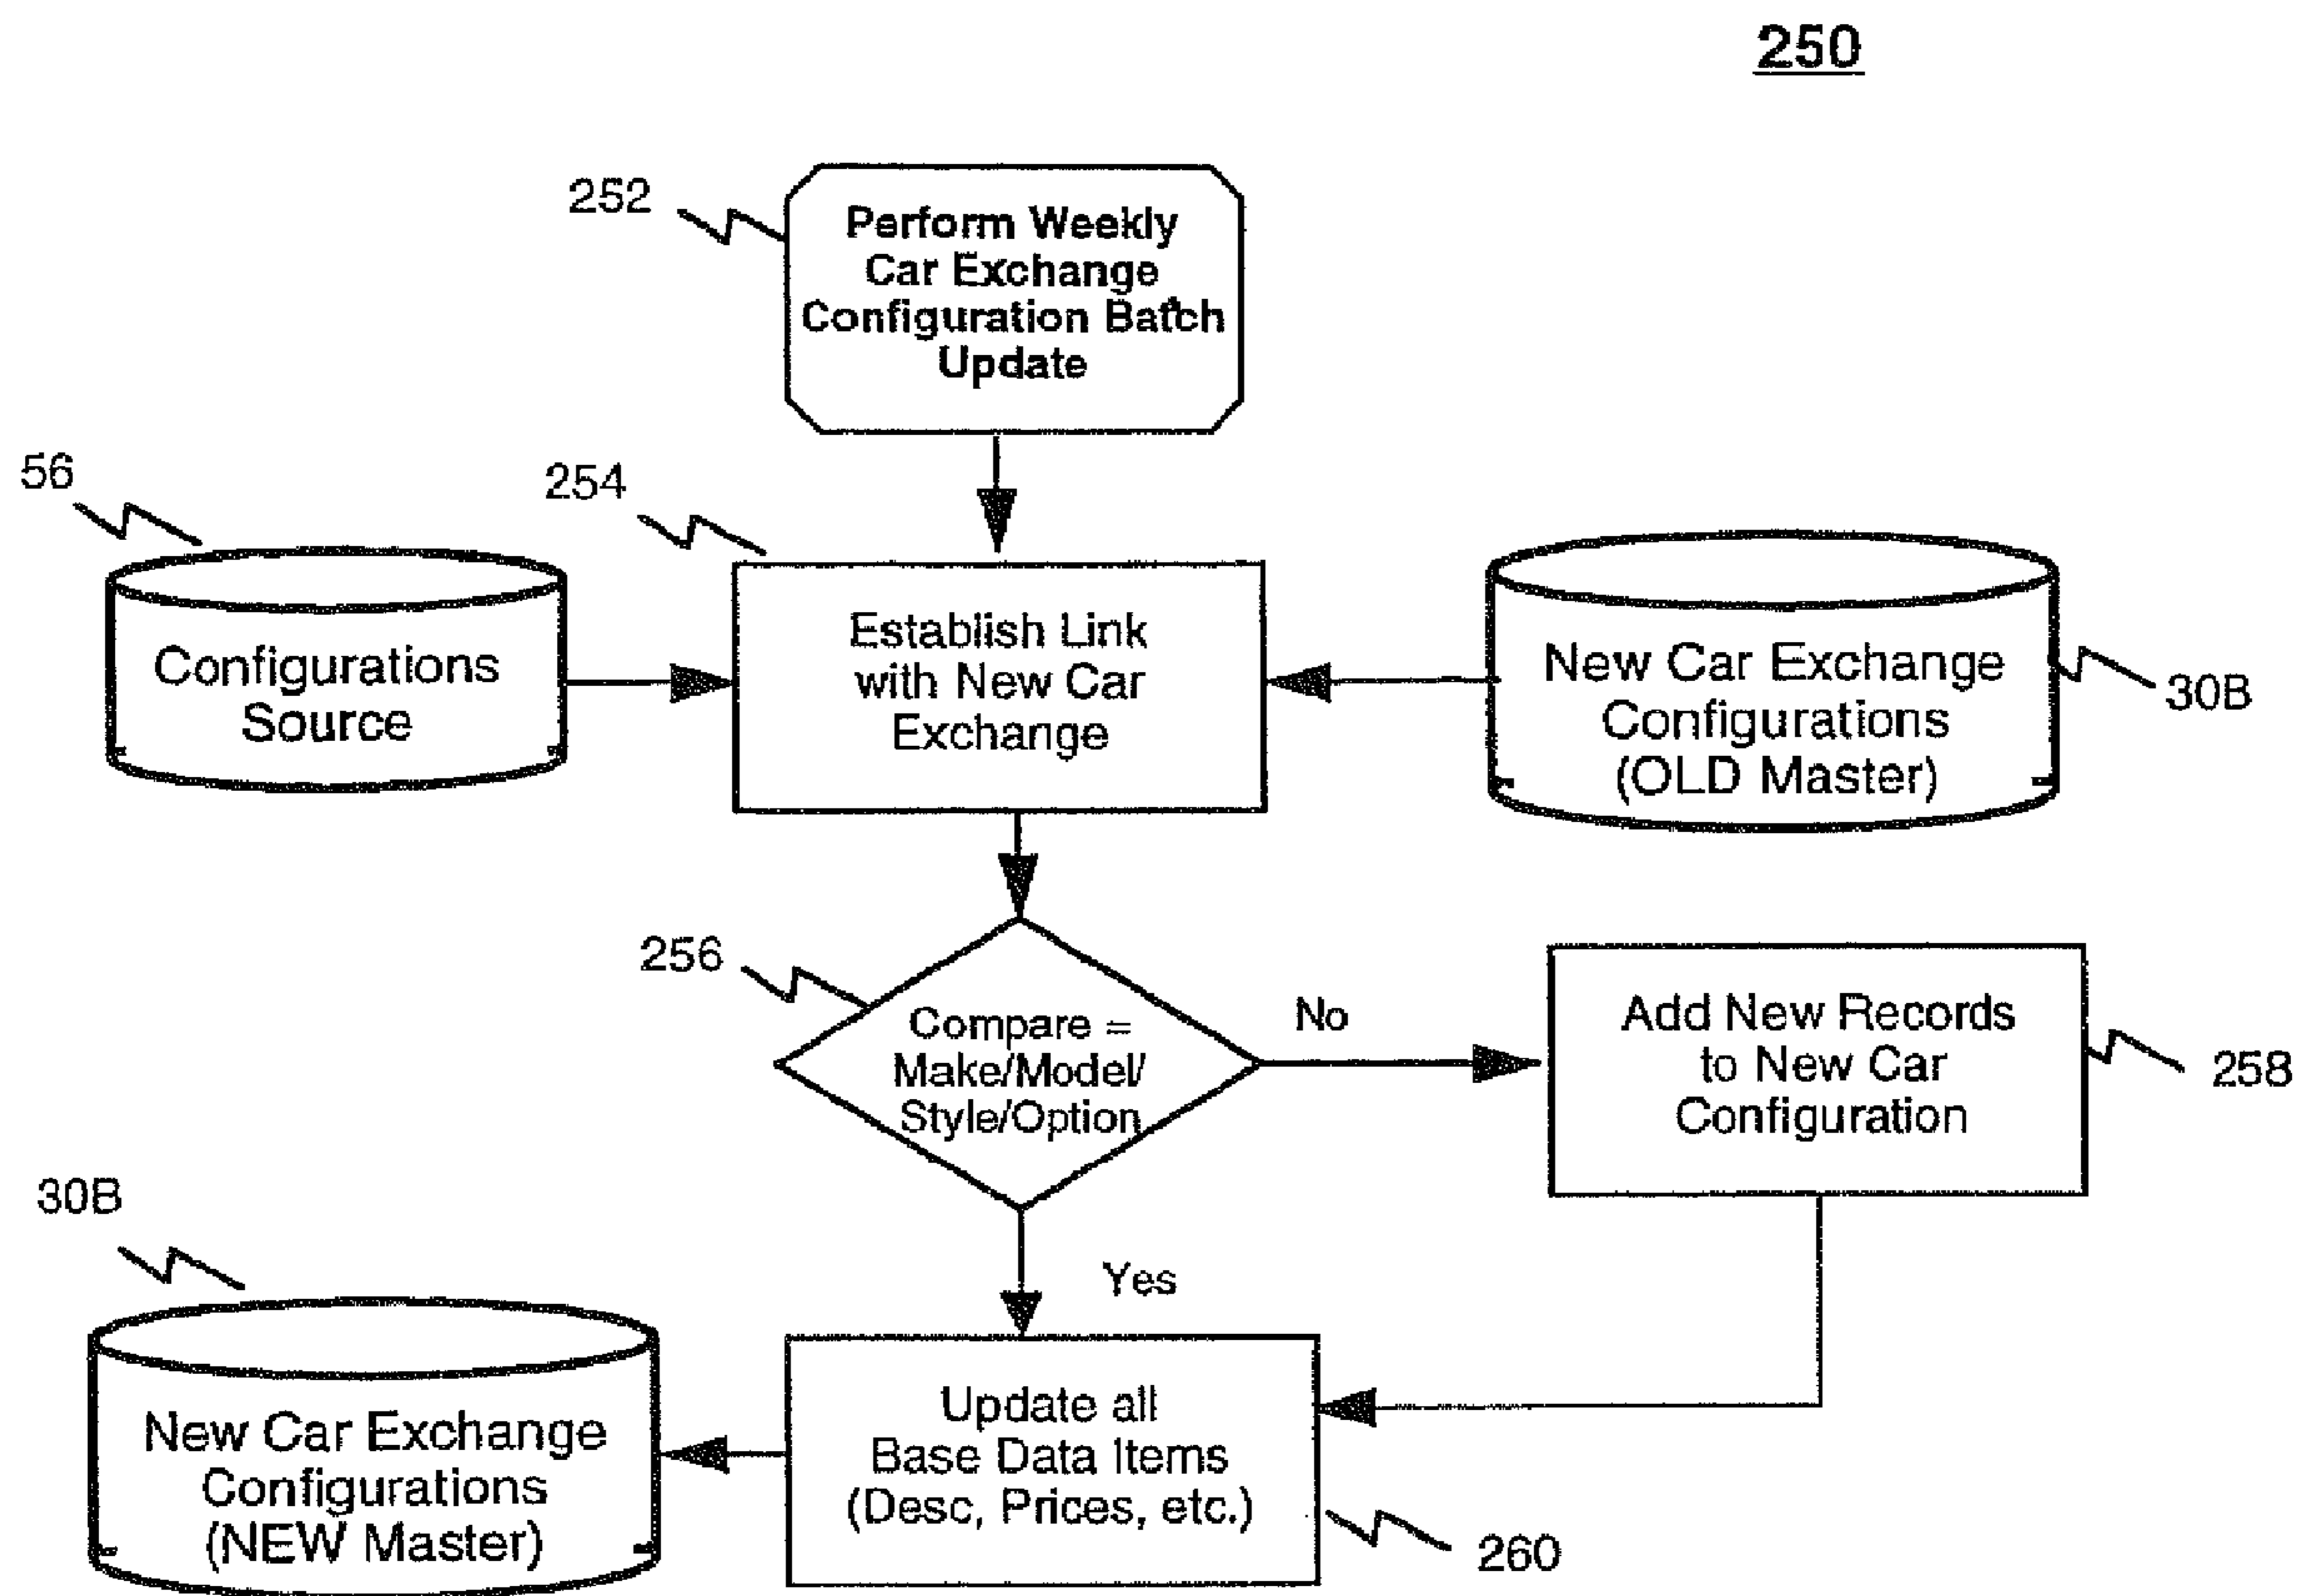 250
252
Perform Weekly
Car Exchange
Configuration Batch
Update
56
254
Configurations
Source
Establish Link
with New Car
Exchange
New Car Exchange
Configurations
(OLD Master)
30B
256
Compare =
Make/Model/
Style/Option
No
Add New Records
to New Car
Configuration
258
Yes
30B
New Car Exchange
Configurations
(NEW Master)
Update all
Base Data Items
(Desc, Prices, etc.)
260